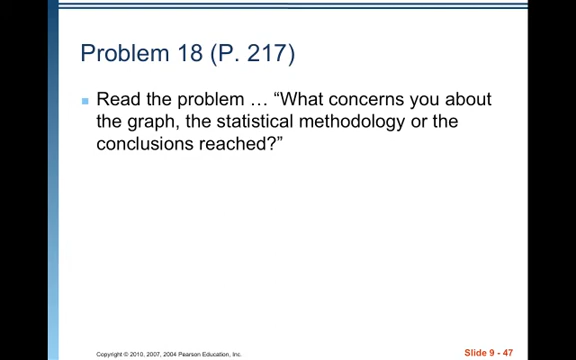 Problem 18 (P. 217)
Read the problem … “What concerns you about
the graph, the statistical methodology or the
conclusions reached?”
Copyright © 2010, 2007, 2004 Pearson Education, Inc.
Slide 9 - 47